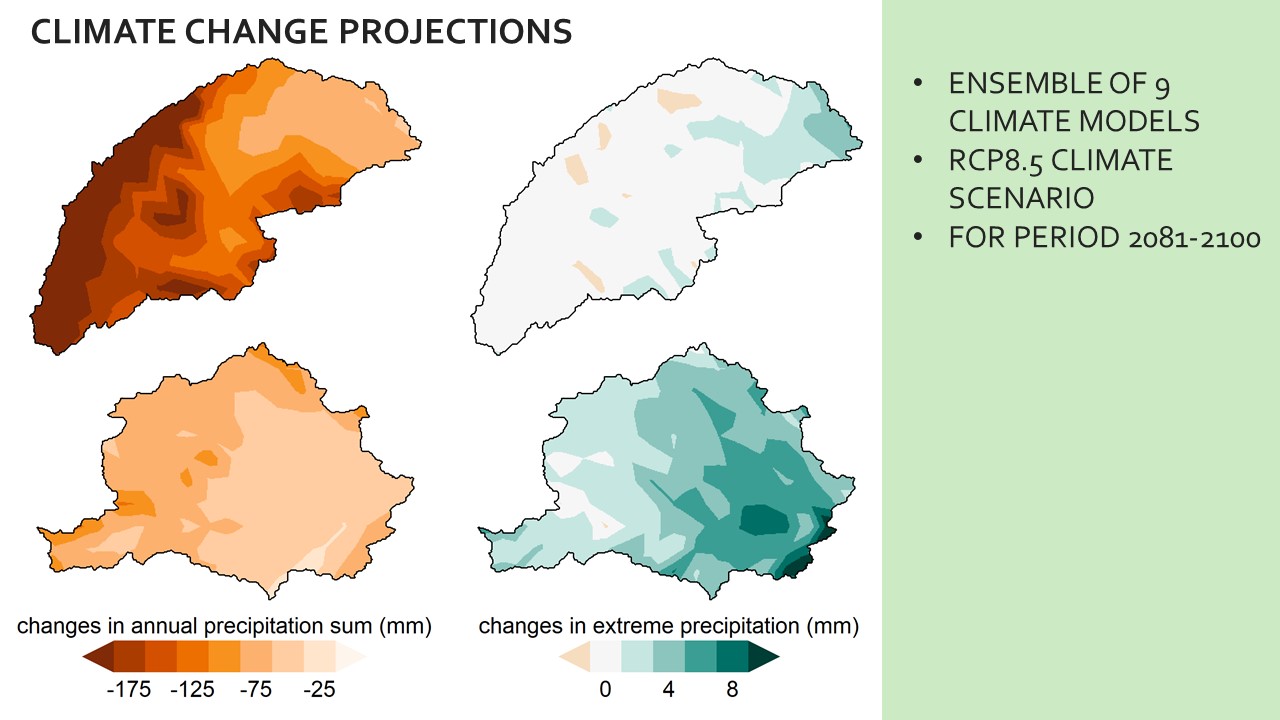 CLIMATE CHANGE PROJECTIONS
• ENSEMBLE OF 9
CLIMATE MODELS
• RCP8.5 CLIMATE
SCENARIO
• FOR PERIOD 2081-2100
changes in annual precipitation sum (mm)
-175 -125 -75 -25
changes in extreme precipitation (mm)
0 4 8